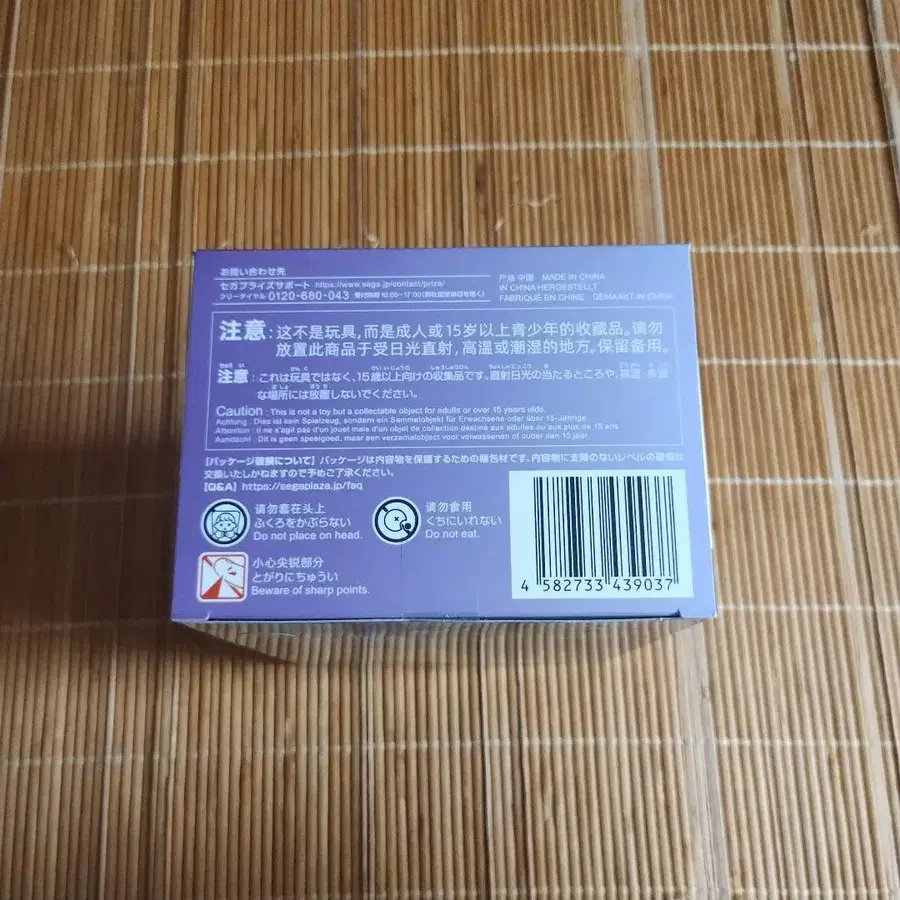 お問い合わせ先
セガプライズサポート https://www.sega.jp/contact/prize/
フリーダイヤル 0120-680-043 受付時間 10:00~17:00 (弊社指定休日を除く)
产地 中国 MADE IN CHINA
IN CHINA HERGESTELLT
FABRIQUÉ EN CHINE GEMAAKT IN CHINA
注意: 这不是玩具,而是成人或15岁以上青少年的收藏品。请勿
放置此商品于受日光直射,高温或潮湿的地方。保留备用。
注意: これは玩具ではなく、15歳以上向けの収集品です。直射日光の当たるところや、高温・多湿
な場所には放置しないでください。
Caution : This is not a toy but a collectable object for adults or over 15 years olds.
Achtung : Dies ist kein Spielzeug, sondern ein Sammelobjekt für Erwachsene oder über 15-Jährige
Attention : Il ne s'agit pas d'un jouet mais d'un objet de collection destiné aux adultes ou aux plus de 15 ans
Aandacht : Dit is geen speelgoed, maar een verzamelobject voor volwassenen of ouder dan 15 jaar.
【パッケージ破損について】パッケージは内容物を保護するための梱包材です。内容物に支障のないレベルの破損は
交換いたしかねますので予めご了承ください。
【Q&A】https://segaplaza.jp/faq
请勿套在头上
ふくろをかぶらない
Do not place on head.
请勿食用
くちにいれない
Do not eat.
小心尖锐部分
とがりにちゅうい
Beware of sharp points.
4 582733 439037